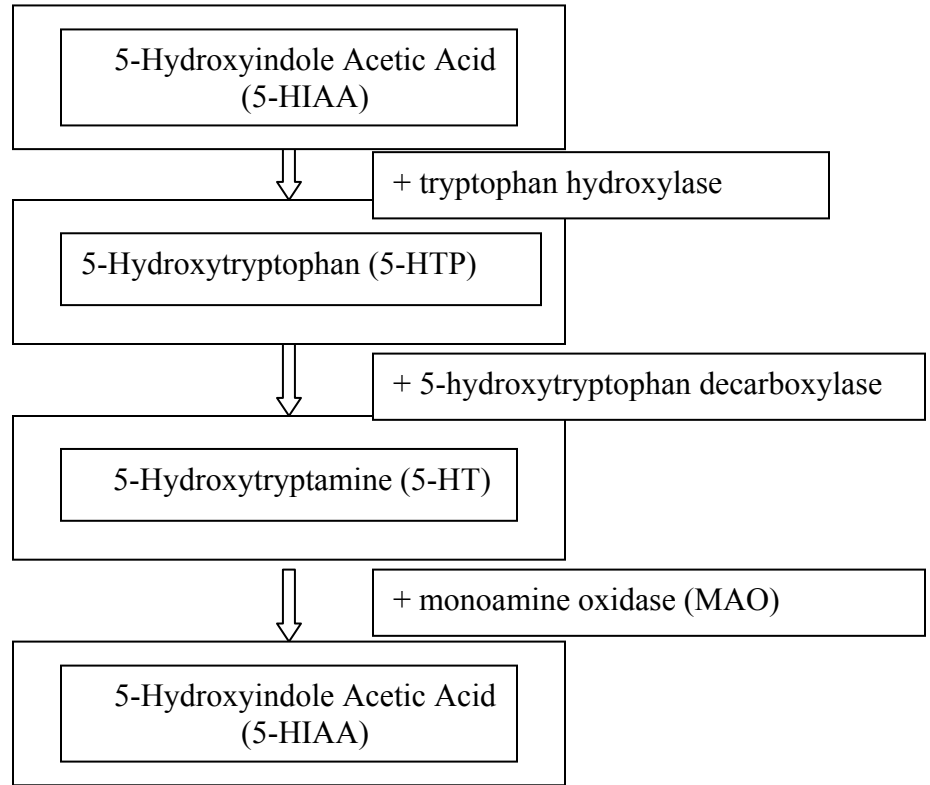 5-Hydroxyindole Acetic Acid
(5-HIAA)
+ tryptophan hydroxylase
5-Hydroxytryptophan (5-HTP)
+ 5-hydroxytryptophan decarboxylase
5-Hydroxytryptamine (5-HT)
+ monoamine oxidase (MAO)
5-Hydroxyindole Acetic Acid
(5-HIAA)